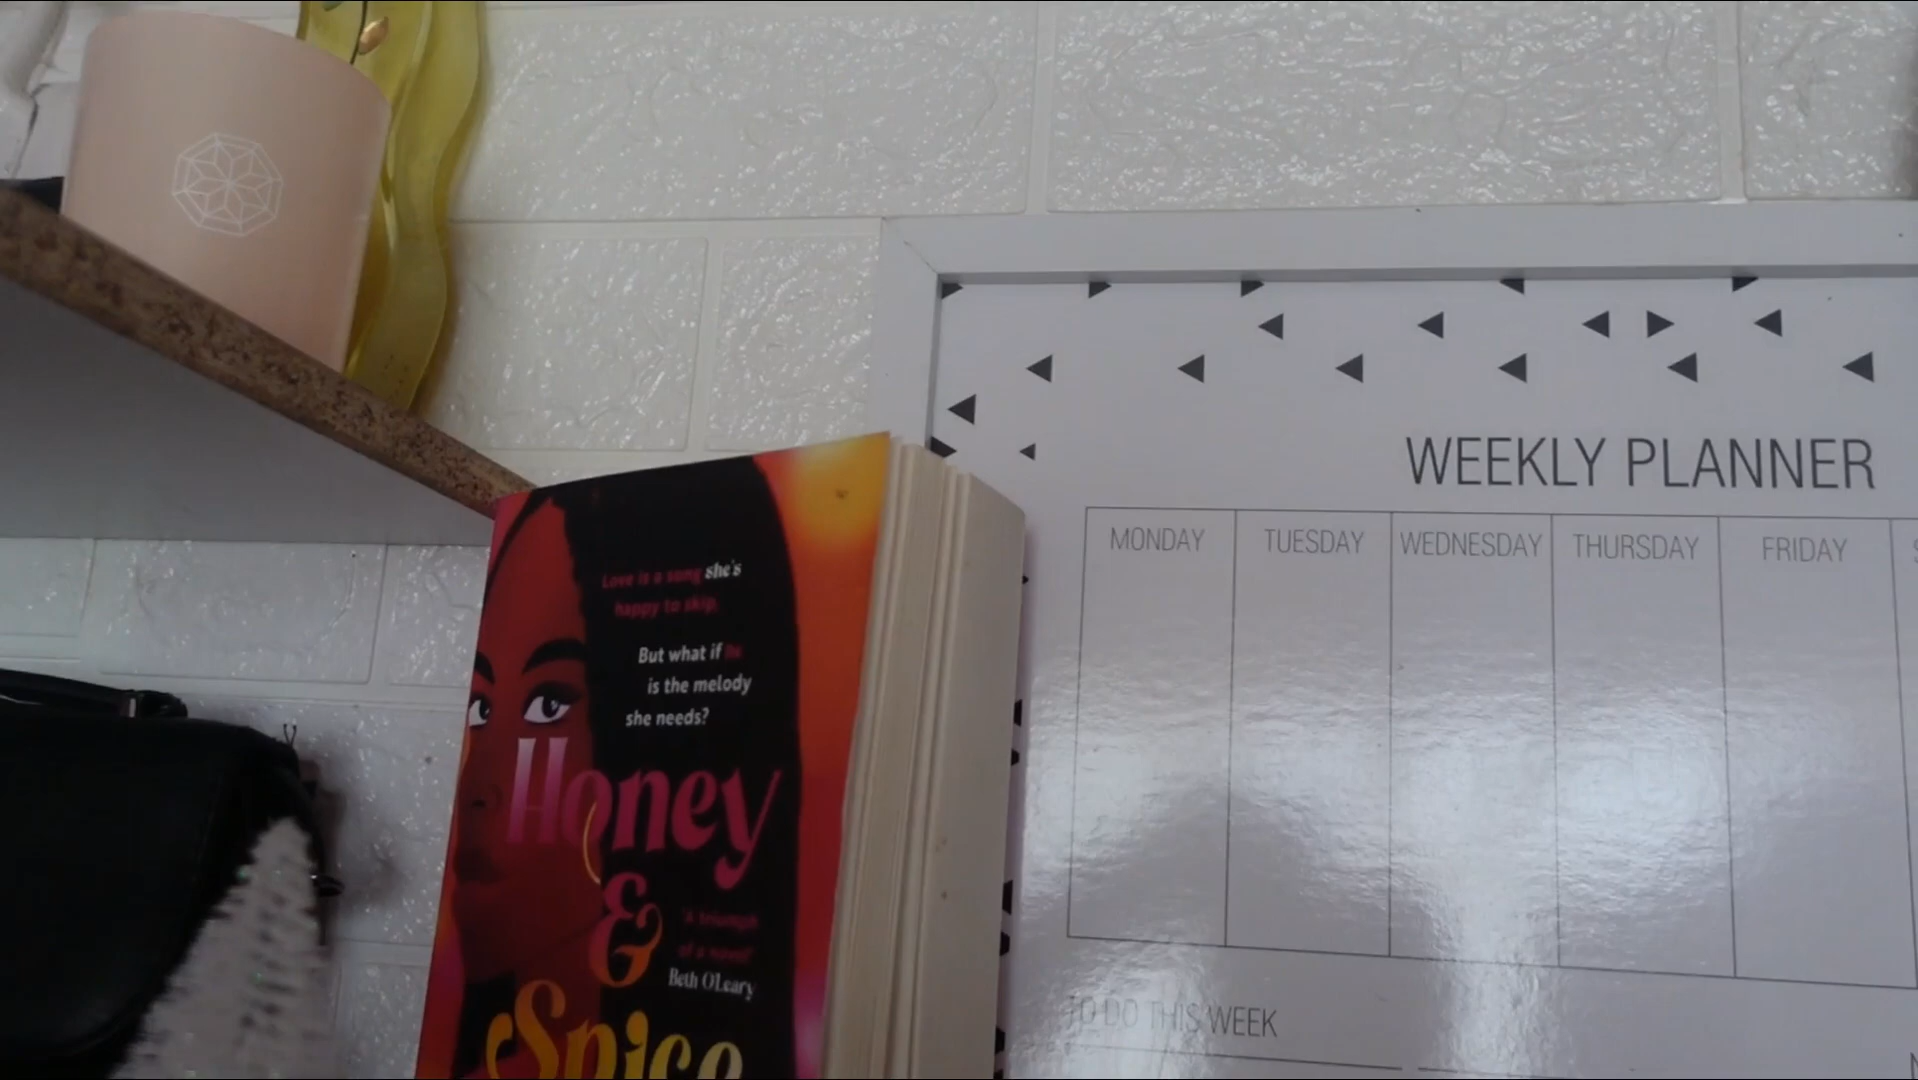 Love is a song she's
happy to skip.
But what if he
is the melody
she needs?
Honey
&
Spice
'A triumph
of a novel'
Beth O'Leary
WEEKLY PLANNER
MONDAY TUESDAY WEDNESDAY THURSDAY FRIDAY
TO DO THIS WEEK